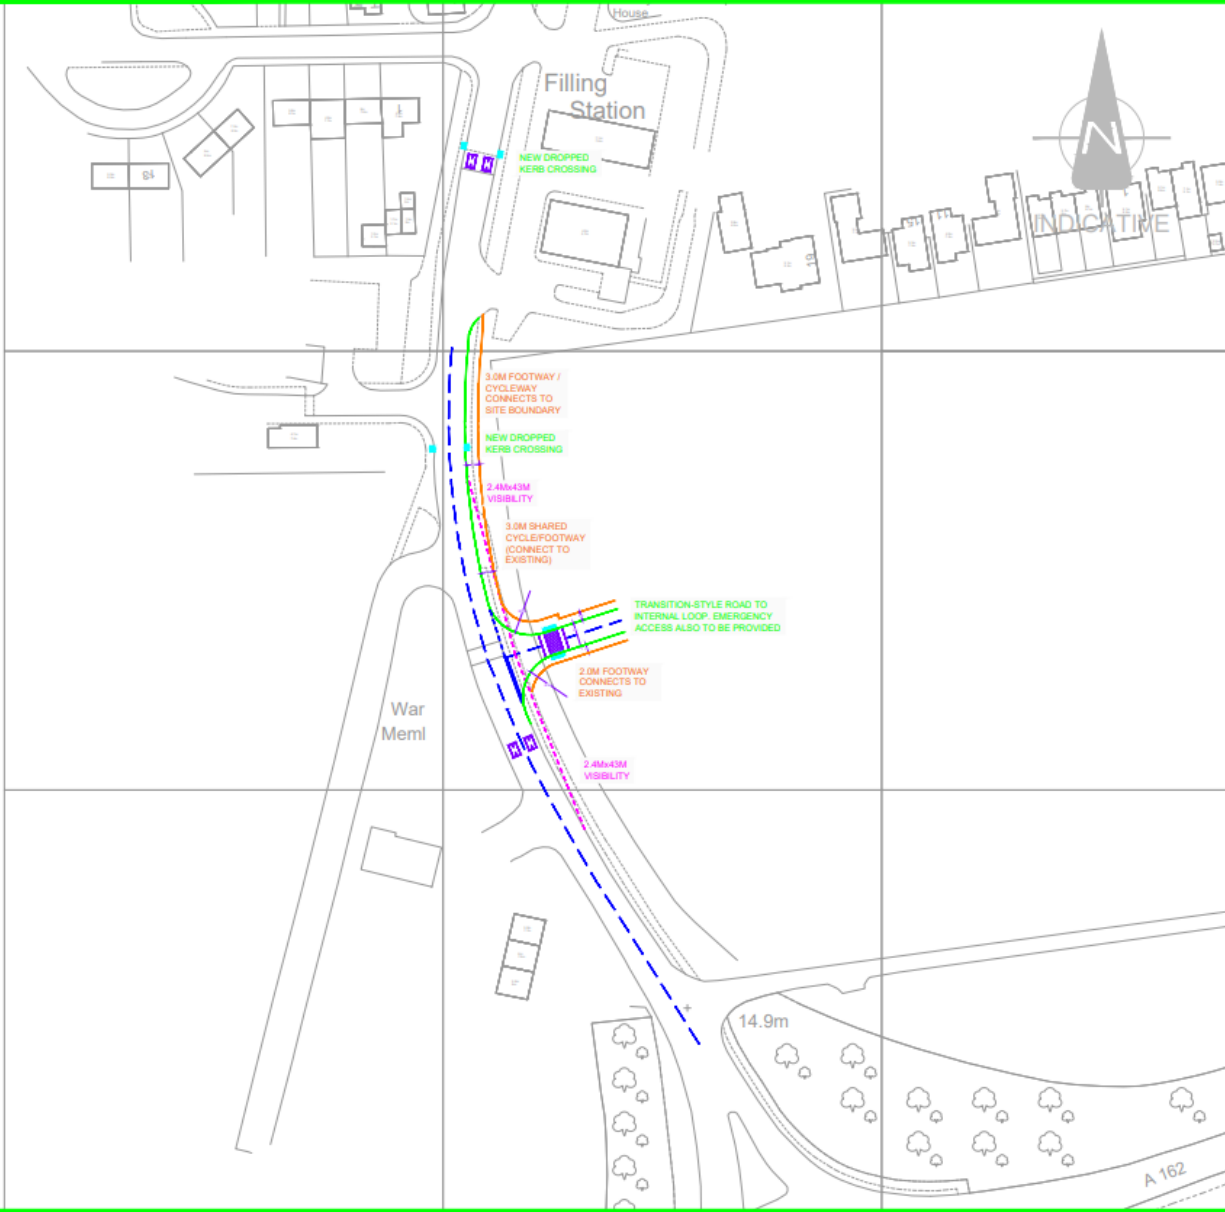 House
Filling
Station
N
INDICATIVE
NEW DROPPED
KERB CROSSING
19
15
11
3.0M FOOTWAY /
CYCLEWAY
CONNECTS TO
SITE BOUNDARY
NEW DROPPED
KERB CROSSING
2.4Mx43M
VISIBILITY
3.0M SHARED
CYCLE/FOOTWAY
(CONNECT TO
EXISTING)
TRANSITION-STYLE ROAD TO
INTERNAL LOOP. EMERGENCY
ACCESS ALSO TO BE PROVIDED
2.0M FOOTWAY
CONNECTS TO
EXISTING
War
Meml
2.4Mx43M
VISIBILITY
14.9m
A 162